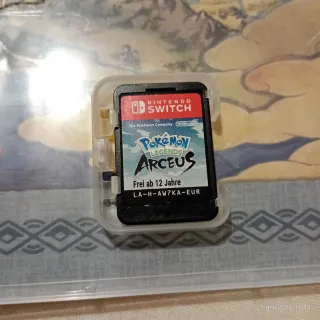 NINTENDO
SWITCH
The Pokémon Company
POKÉMON
LEGENDS
ARCEUS
Frei ab 12 Jahre
LA-H-AW7KA-EUR